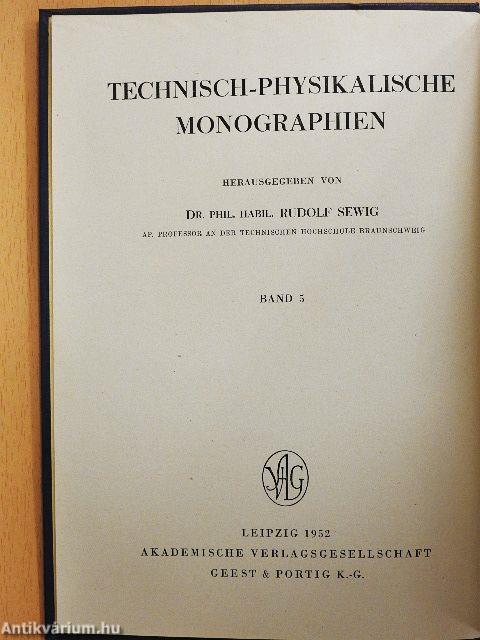 TECHNISCH-PHYSIKALISCHE
MONOGRAPHIEN
HERAUSGEGEBEN VON
DR. PHIL. HABIL. RUDOLF SEWIG
AP. PROFESSOR AN DER TECHNISCHEN HOCHSCHULE BRAUNSCHWEIG
BAND 5
VAG
LEIPZIG 1952
AKADEMISCHE VERLAGSGESELLSCHAFT
GEEST & PORTIG K.-G.
Antikvárium.hu